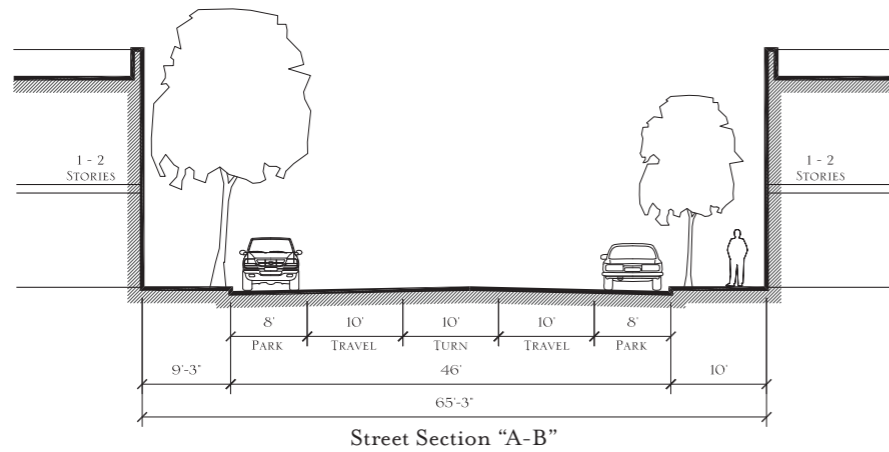 1 - 2
STORIES
1 - 2
STORIES
8' 10' 10' 10' 8'
PARK TRAVEL TURN TRAVEL PARK
9'-3" 46' 10'
65'-3"
Street Section “A-B”